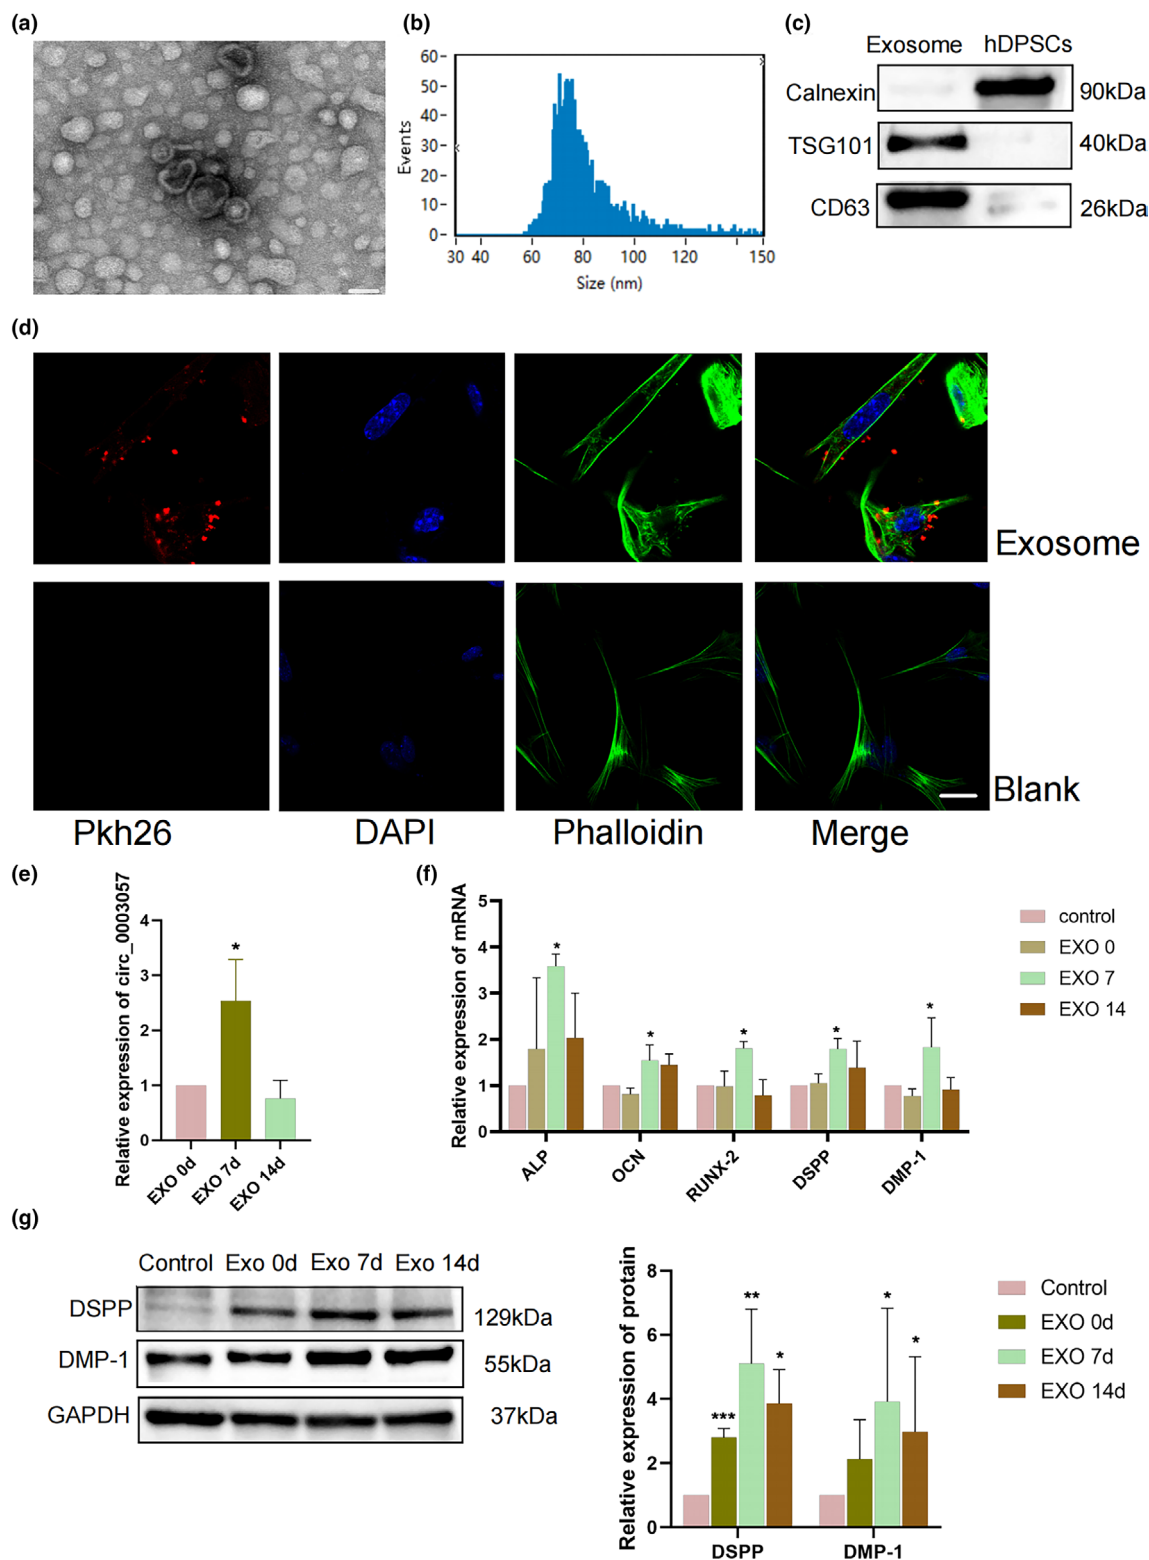 (a)
(b)
(c)
60
50
40
30
20
10
0
Events
30 40 60 80 100 120 150
Size (nm)
Exosome hDPSCs
Calnexin 90kDa
TSG101 40kDa
CD63 26kDa
(d)
Exosome
Blank
Pkh26 DAPI Phalloidin Merge
(e)
Relative expression of circ_0003057
4
3
2
1
0
*
EXO 0d EXO 7d EXO 14d
(f)
Relative expression of mRNA
5
4
3
2
1
0
* * * * *
ALP OCN RUNX-2 DSPP DMP-1
control
EXO 0
EXO 7
EXO 14
(g)
Control Exo 0d Exo 7d Exo 14d
DSPP 129kDa
DMP-1 55kDa
GAPDH 37kDa
Relative expression of protain
8
6
4
2
0
*** ** * * *
DSPP DMP-1
Control
EXO 0d
EXO 7d
EXO 14d